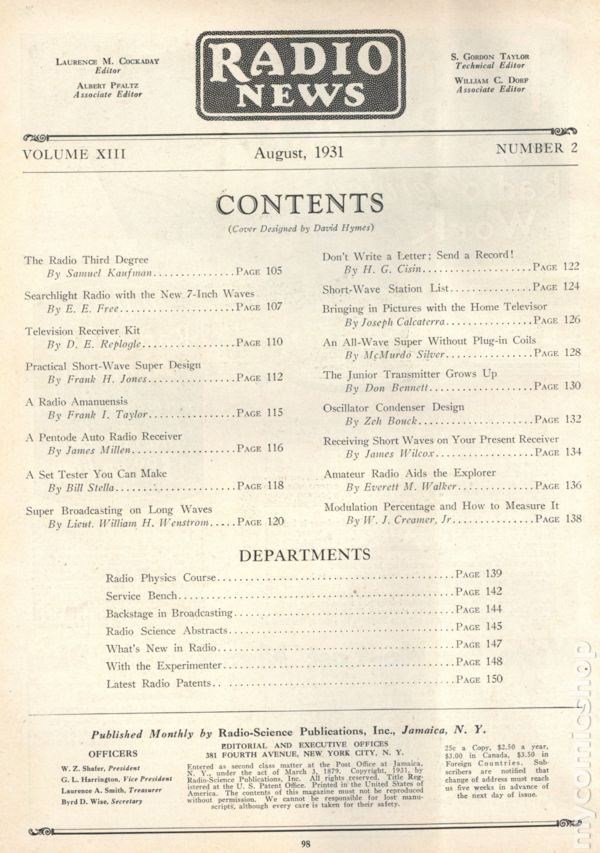 LAURENCE M. COCKADAY
Editor
ALBERT PFALTZ
Associate Editor
RADIO
NEWS
S. GORDON TAYLOR
Technical Editor
WILLIAM C. DORF
Associate Editor
VOLUME XIII
August, 1931
NUMBER 2
CONTENTS
(Cover Designed by David Hymes)
The Radio Third Degree
By Samuel Kaufman...............PAGE 105
Searchlight Radio with the New 7-Inch Waves
By E. E. Free....................PAGE 107
Television Receiver Kit
By D. E. Replogle................PAGE 110
Practical Short-Wave Super Design
By Frank H. Jones................PAGE 112
A Radio Amanuensis
By Frank I. Taylor...............PAGE 115
A Pentode Auto Radio Receiver
By James Millen..................PAGE 116
A Set Tester You Can Make
By Bill Stella....................PAGE 118
Super Broadcasting on Long Waves
By Lieut. William H. Wenstrom.....PAGE 120
Don't Write a Letter; Send a Record!
By H. G. Cisin...................PAGE 122
Short-Wave Station List..............PAGE 124
Bringing in Pictures with the Home Televisor
By Joseph Calcaterra...............PAGE 126
An All-Wave Super Without Plug-in Coils
By McMurdo Silver................PAGE 128
The Junior Transmitter Grows Up
By Don Bennett...................PAGE 130
Oscillator Condenser Design
By Zeh Bouck....................PAGE 132
Receiving Short Waves on Your Present Receiver
By James Wilcox..................PAGE 134
Amateur Radio Aids the Explorer
By Everett M. Walker..............PAGE 136
Modulation Percentage and How to Measure It
By W. J. Creamer, Jr..............PAGE 138
DEPARTMENTS
Radio Physics Course........................................PAGE 139
Service Bench...............................................PAGE 142
Backstage in Broadcasting...................................PAGE 144
Radio Science Abstracts.....................................PAGE 145
What's New in Radio.........................................PAGE 147
With the Experimenter.......................................PAGE 148
Latest Radio Patents........................................PAGE 150
Published Monthly by Radio-Science Publications, Inc., Jamaica, N. Y.
OFFICERS
W. Z. Shafer, President
G. L. Harrington, Vice President
Laurence A. Smith, Treasurer
Byrd D. Wise, Secretary
EDITORIAL AND EXECUTIVE OFFICES
381 FOURTH AVENUE, NEW YORK CITY, N. Y.
Entered as second class matter at the Post Office at Jamaica,
N. Y., under the act of March 3, 1879. Copyright, 1931, by
Radio-Science Publications, Inc. All rights reserved. Title Reg-
istered at the U. S. Patent Office. Printed in the United States of
America. The contents of this magazine must not be reproduced
without permission. We cannot be responsible for lost manu-
scripts, although every care is taken for their safety.
25c a Copy, $2.50 a year,
$3.00 in Canada, $3.50 in
Foreign Countries. Sub-
scribers are notified that
change of address must reach
us five weeks in advance of
the next day of issue.
98
mycomicshop